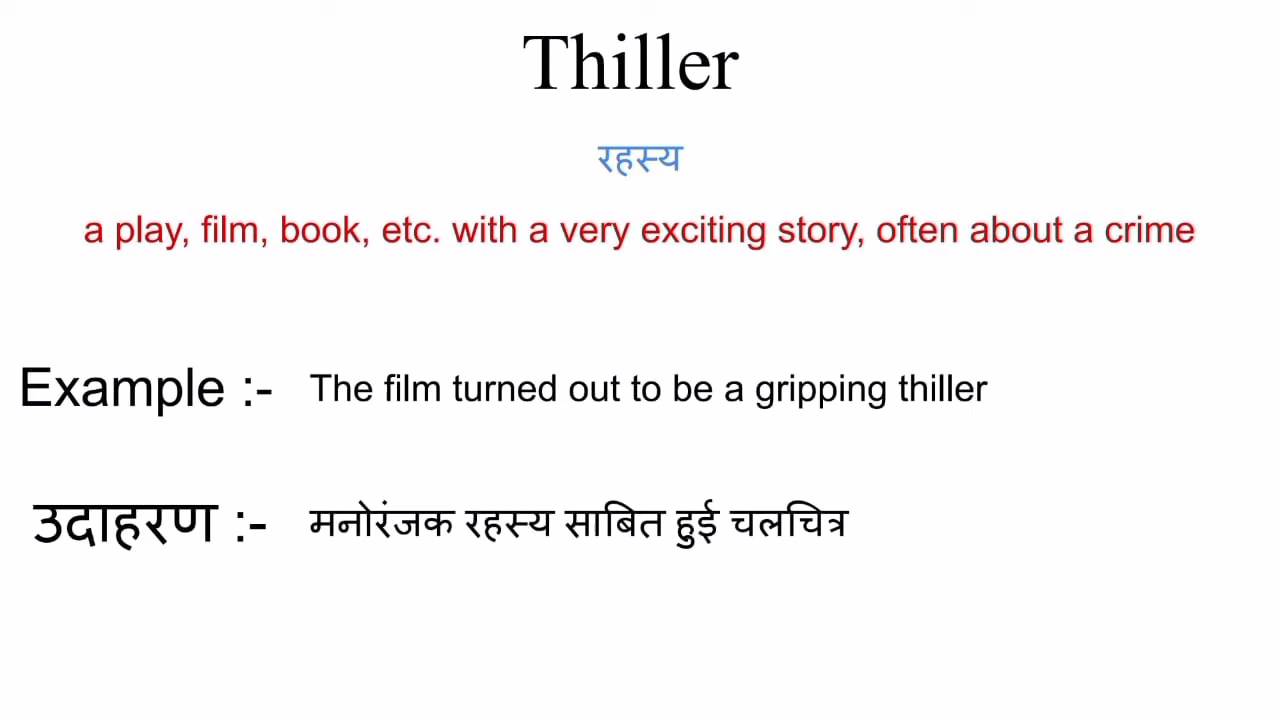 Thiller
रहस्य
a play, film, book, etc. with a very exciting story, often about a crime
Example :- The film turned out to be a gripping thiller
उदाहरण :- मनोरंजक रहस्य साबित हुई चलचित्र